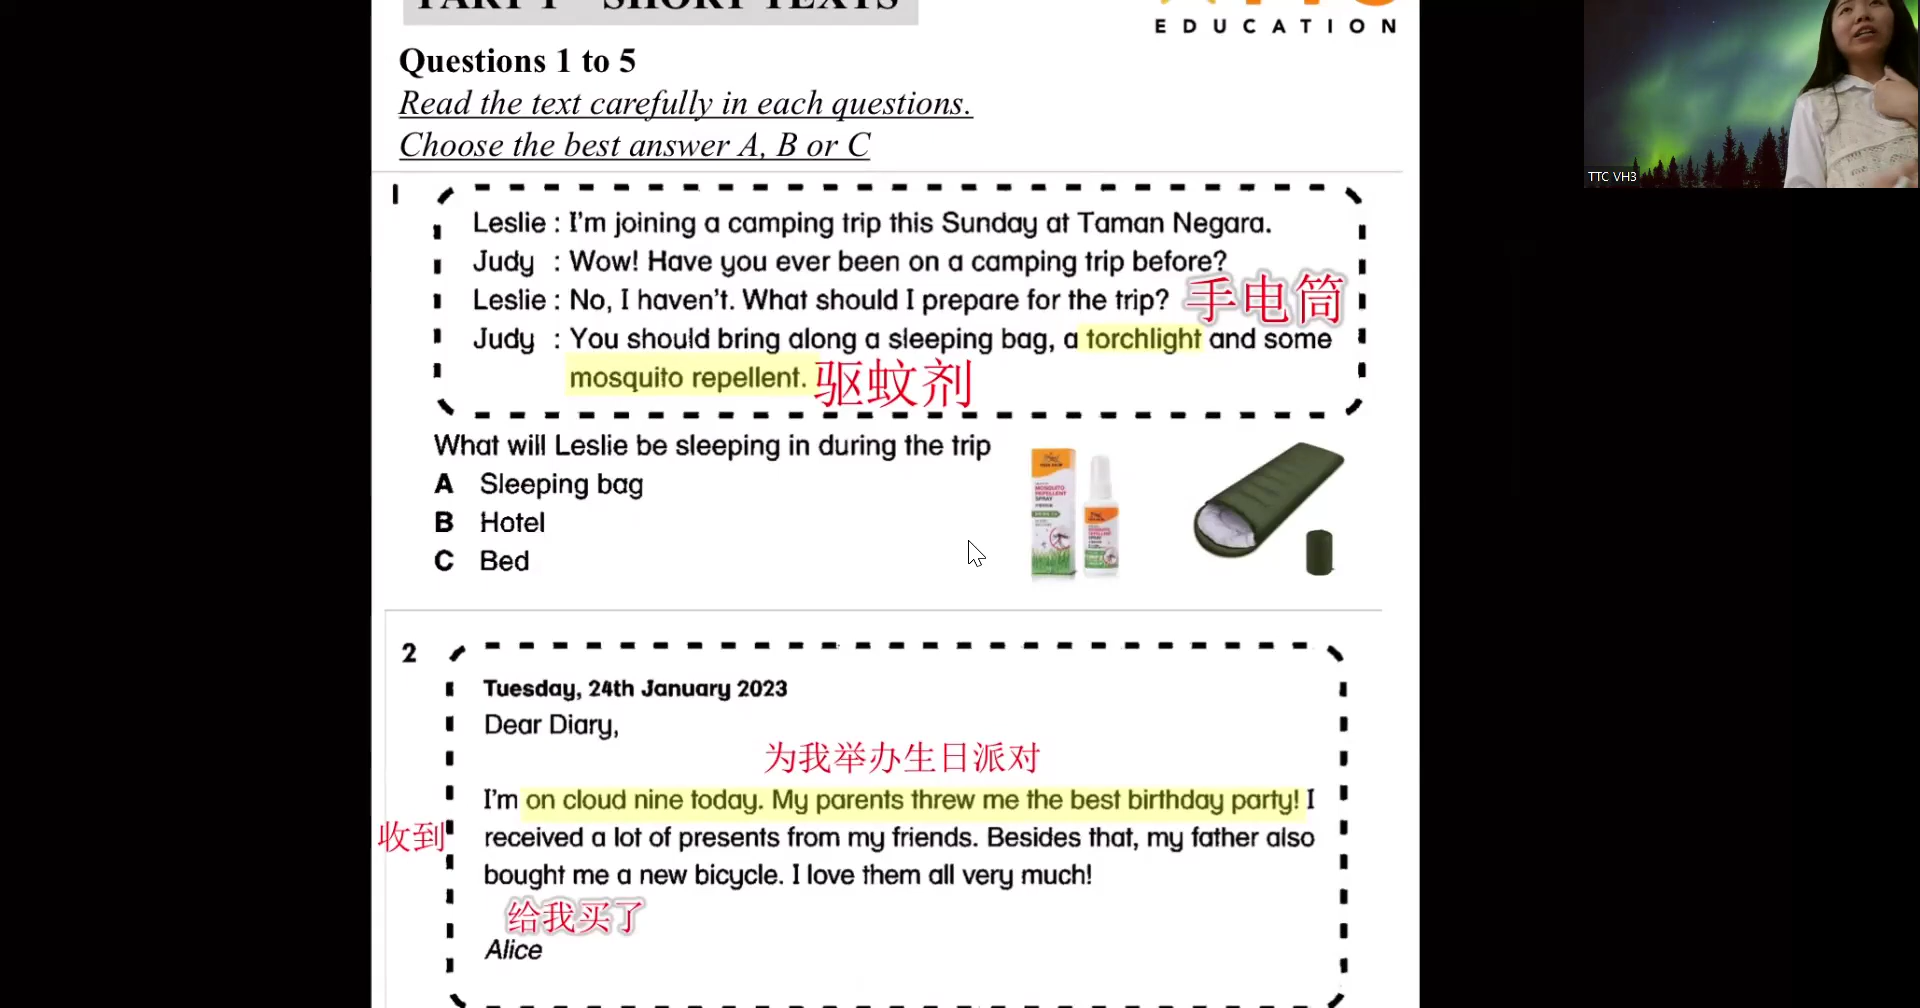 PART 1 – SHORT TEXTS
EDUCATION
Questions 1 to 5
Read the text carefully in each questions.
Choose the best answer A, B or C
TTC VH3
1
Leslie : I'm joining a camping trip this Sunday at Taman Negara.
Judy : Wow! Have you ever been on a camping trip before?
Leslie : No, I haven't. What should I prepare for the trip? 手电筒
Judy : You should bring along a sleeping bag, a torchlight and some
mosquito repellent. 驱蚊剂
What will Leslie be sleeping in during the trip
A Sleeping bag
B Hotel
C Bed
2
Tuesday, 24th January 2023
Dear Diary,
为我举办生日派对
I'm on cloud nine today. My parents threw me the best birthday party! I
收到 received a lot of presents from my friends. Besides that, my father also
bought me a new bicycle. I love them all very much!
给我买了
Alice